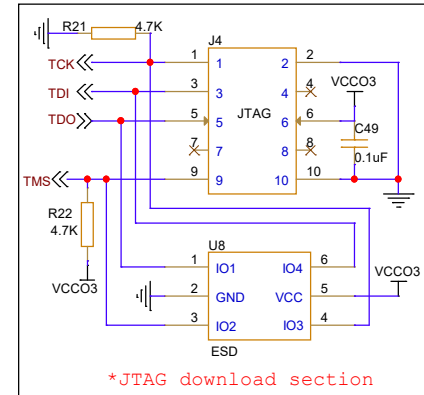 R21 4.7K
J4
TCK 1 1 2 2
TDI 3 3 4 4 VCCO3
TDO 5 5 JTAG 6 6
7 7 8 8 C49
0.1uF
TMS 9 9 10 10
R22
4.7K
U8
VCCO3 1 IO1 IO4 6 VCCO3
2 GND VCC 5
3 IO2 IO3 4
ESD
*JTAG download section